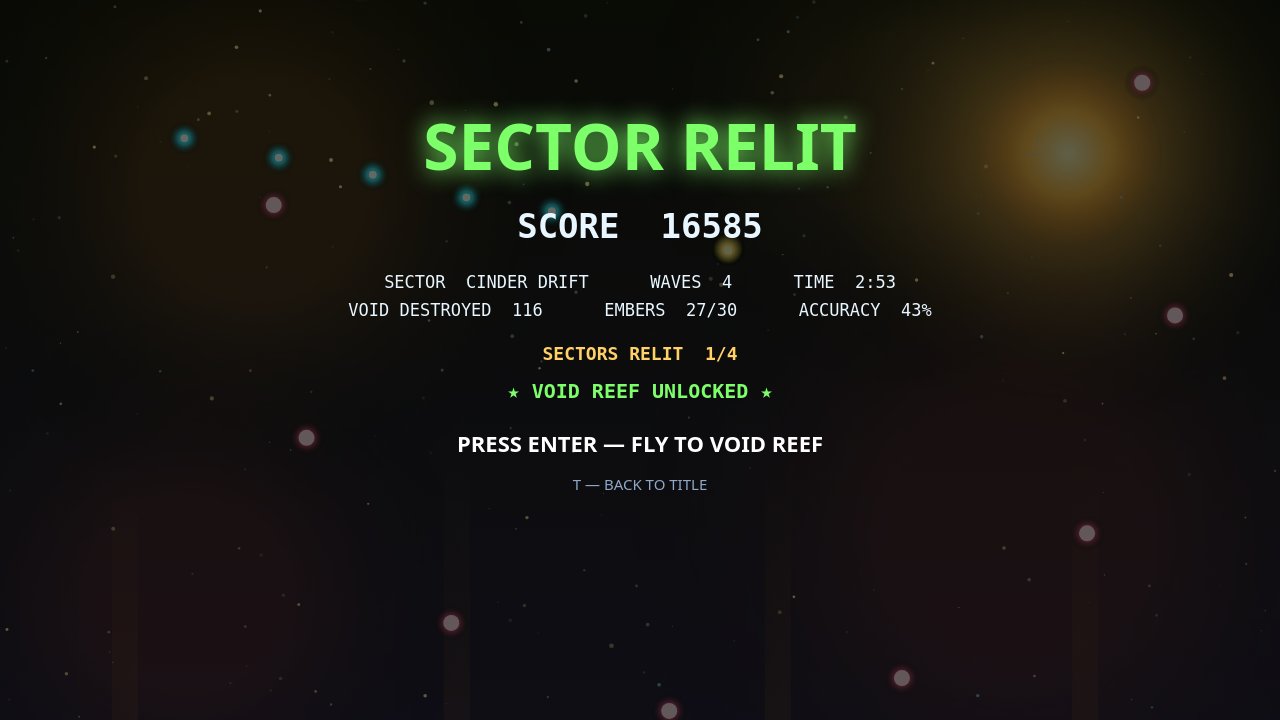 SECTOR RELIT
SCORE 16585
SECTOR CINDER DRIFT WAVES 4 TIME 2:53
VOID DESTROYED 116 EMBERS 27/30 ACCURACY 43%
SECTORS RELIT 1/4
★ VOID REEF UNLOCKED ★
PRESS ENTER — FLY TO VOID REEF
T — BACK TO TITLE